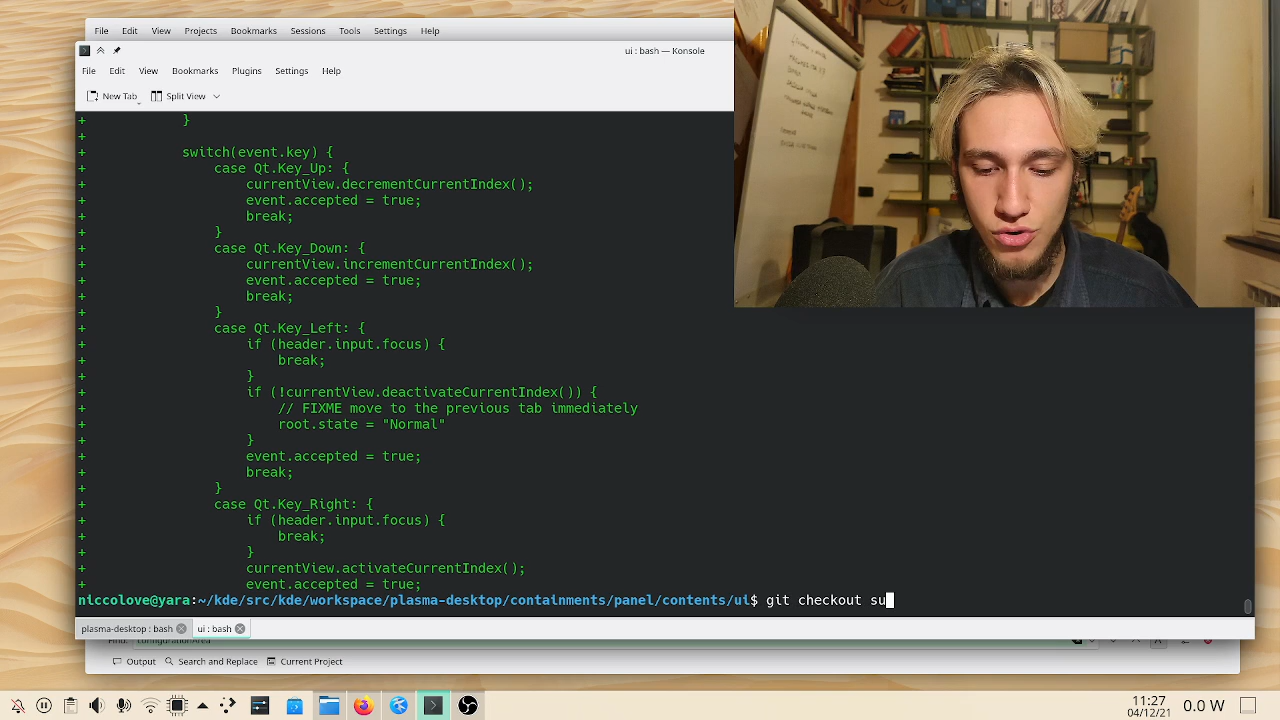 File Edit View Projects Bookmarks Sessions Tools Settings Help
ui : bash — Konsole
File Edit View Bookmarks Plugins Settings Help
New Tab Split View
+ }
+
+ switch(event.key) {
+ case Qt.Key_Up: {
+ currentView.decrementCurrentIndex();
+ event.accepted = true;
+ break;
+ }
+ case Qt.Key_Down: {
+ currentView.incrementCurrentIndex();
+ event.accepted = true;
+ break;
+ }
+ case Qt.Key_Left: {
+ if (header.input.focus) {
+ break;
+ }
+ if (!currentView.deactivateCurrentIndex()) {
+ // FIXME move to the previous tab immediately
+ root.state = "Normal"
+ }
+ event.accepted = true;
+ break;
+ }
+ case Qt.Key_Right: {
+ if (header.input.focus) {
+ break;
+ }
+ currentView.activateCurrentIndex();
+ event.accepted = true;
niccolove@yara:~/kde/src/kde/workspace/plasma-desktop/containments/panel/contents/ui$ git checkout su
plasma-desktop : bash ui : bash
Output Search and Replace Current Project
11:27
04/12/21
0.0 W